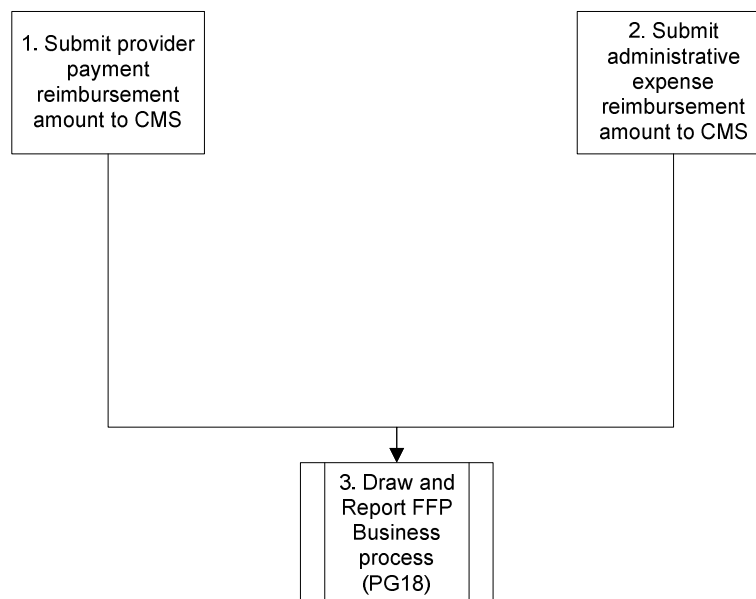 1. Submit provider
payment
reimbursement
amount to CMS
2. Submit
administrative
expense
reimbursement
amount to CMS
3. Draw and
Report FFP
Business
process
(PG18)